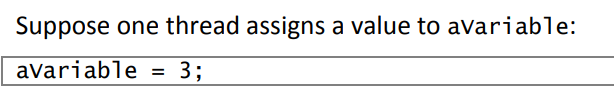 Suppose one thread assigns a value to aVariable:
aVariable = 3;